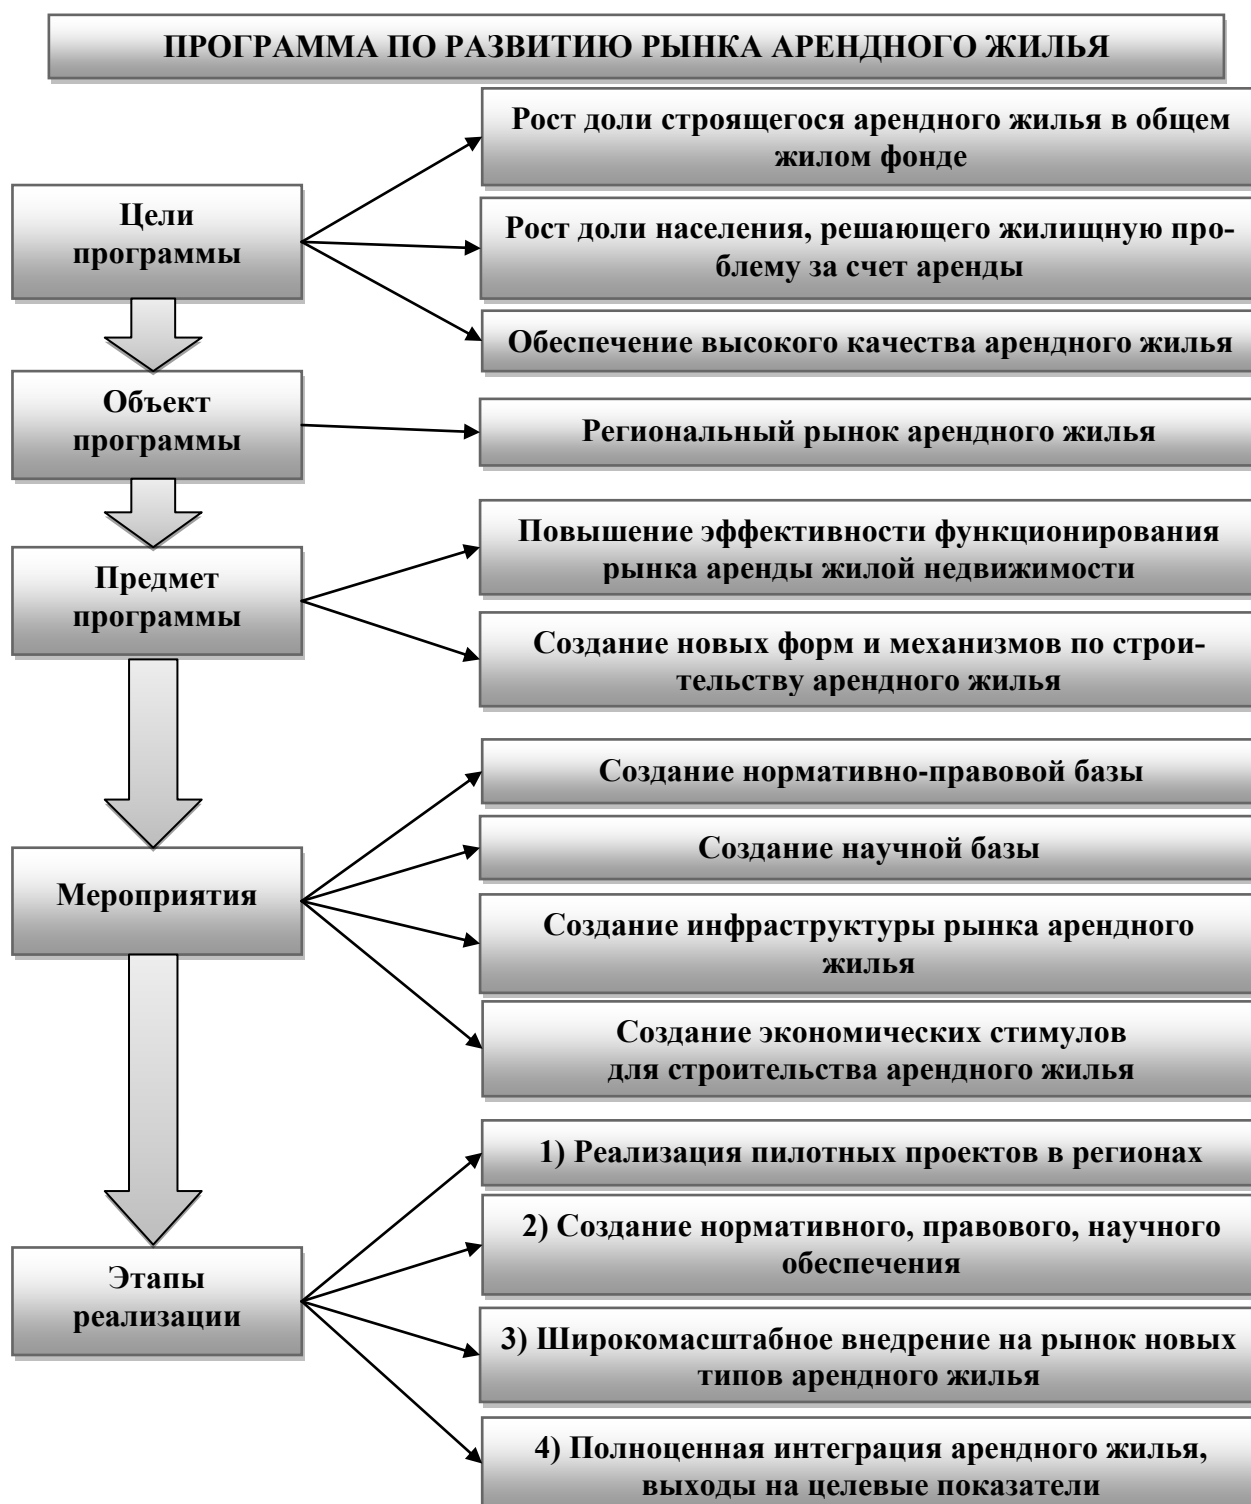 ПРОГРАММА ПО РАЗВИТИЮ РЫНКА АРЕНДНОГО ЖИЛЬЯ
Цели
программы
Рост доли строящегося арендного жилья в общем
жилом фонде
Рост доли населения, решающего жилищную про-
блему за счет аренды
Обеспечение высокого качества арендного жилья
Объект
программы
Региональный рынок арендного жилья
Предмет
программы
Повышение эффективности функционирования
рынка аренды жилой недвижимости
Создание новых форм и механизмов по строи-
тельству арендного жилья
Мероприятия
Создание нормативно-правовой базы
Создание научной базы
Создание инфраструктуры рынка арендного
жилья
Создание экономических стимулов
для строительства арендного жилья
Этапы
реализации
1) Реализация пилотных проектов в регионах
2) Создание нормативного, правового, научного
обеспечения
3) Широкомасштабное внедрение на рынок новых
типов арендного жилья
4) Полноценная интеграция арендного жилья,
выходы на целевые показатели